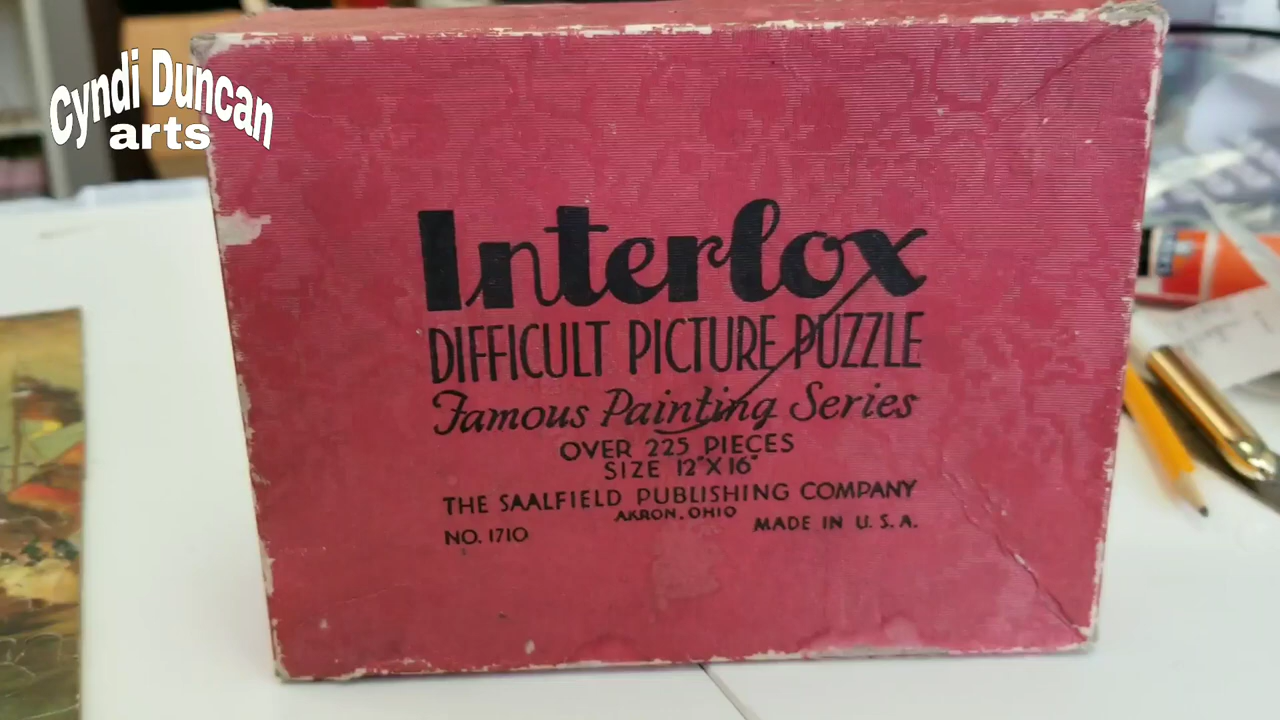 Cyndi Duncan
arts
Interlox
DIFFICULT PICTURE PUZZLE
Famous Painting Series
OVER 225 PIECES
SIZE 12"X16"
THE SAALFIELD PUBLISHING COMPANY
AKRON, OHIO
NO. 1710
MADE IN U. S. A.